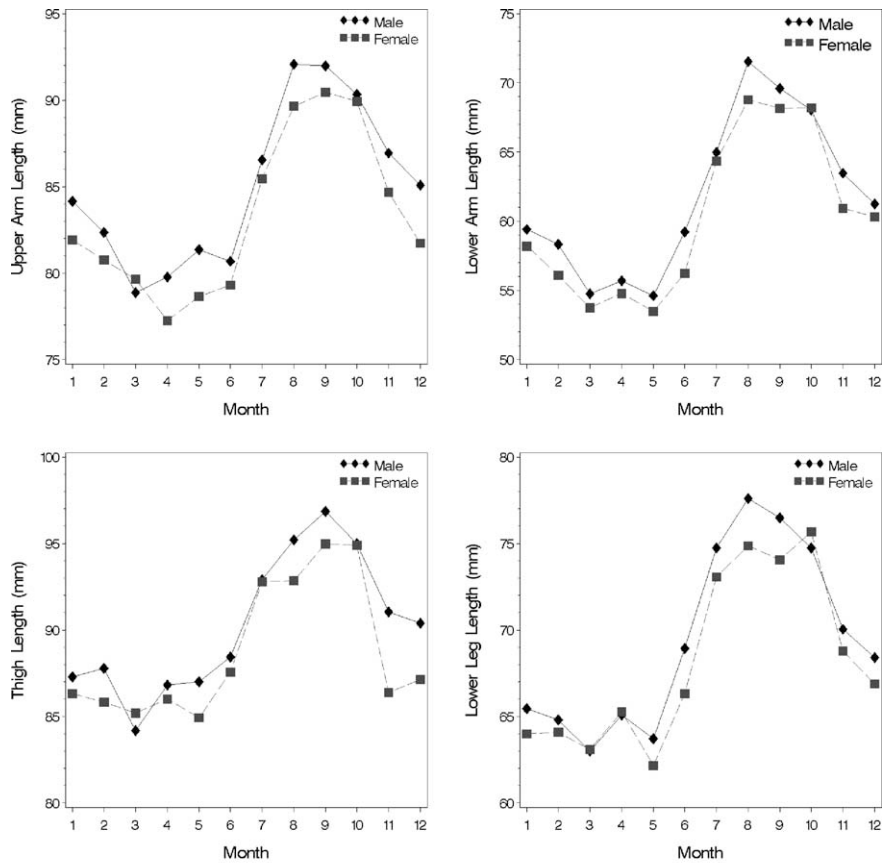 95
Male
Female
90
85
80
75
Upper Arm Length (mm)
1 2 3 4 5 6 7 8 9 10 11 12
Month
75
Male
Female
70
65
60
55
50
Lower Arm Length (mm)
1 2 3 4 5 6 7 8 9 10 11 12
Month
100
Male
Female
95
90
85
80
Thigh Length (mm)
1 2 3 4 5 6 7 8 9 10 11 12
Month
80
Male
Female
75
70
65
60
Lower Leg Length (mm)
1 2 3 4 5 6 7 8 9 10 11 12
Month